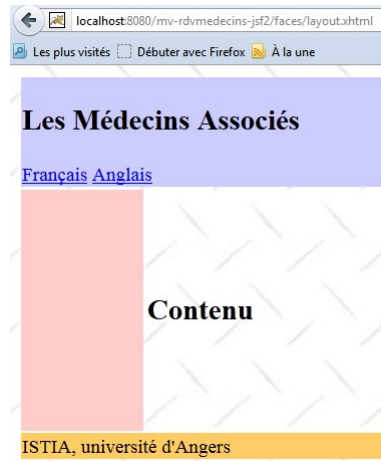 localhost:8080/mv-rdvmedecins-jsf2/faces/layout.xhtml
Les plus visités Débuter avec Firefox À la une
Les Médecins Associés
Français Anglais
Contenu
ISTIA, université d'Angers